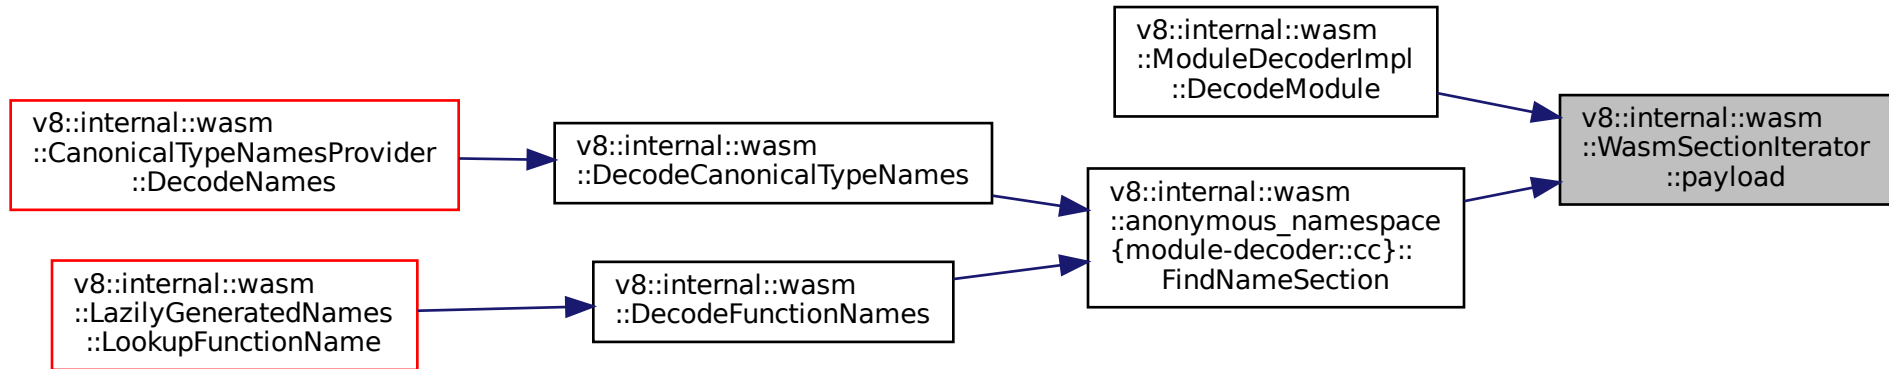 v8::internal::wasm
::ModuleDecoderImpl
::DecodeModule
v8::internal::wasm
::CanonicalTypeNamesProvider
::DecodeNames
v8::internal::wasm
::DecodeCanonicalTypeNames
v8::internal::wasm
::WasmSectionIterator
::payload
v8::internal::wasm
::anonymous_namespace
{module-decoder::cc}::
FindNameSection
v8::internal::wasm
::LazilyGeneratedNames
::LookupFunctionName
v8::internal::wasm
::DecodeFunctionNames